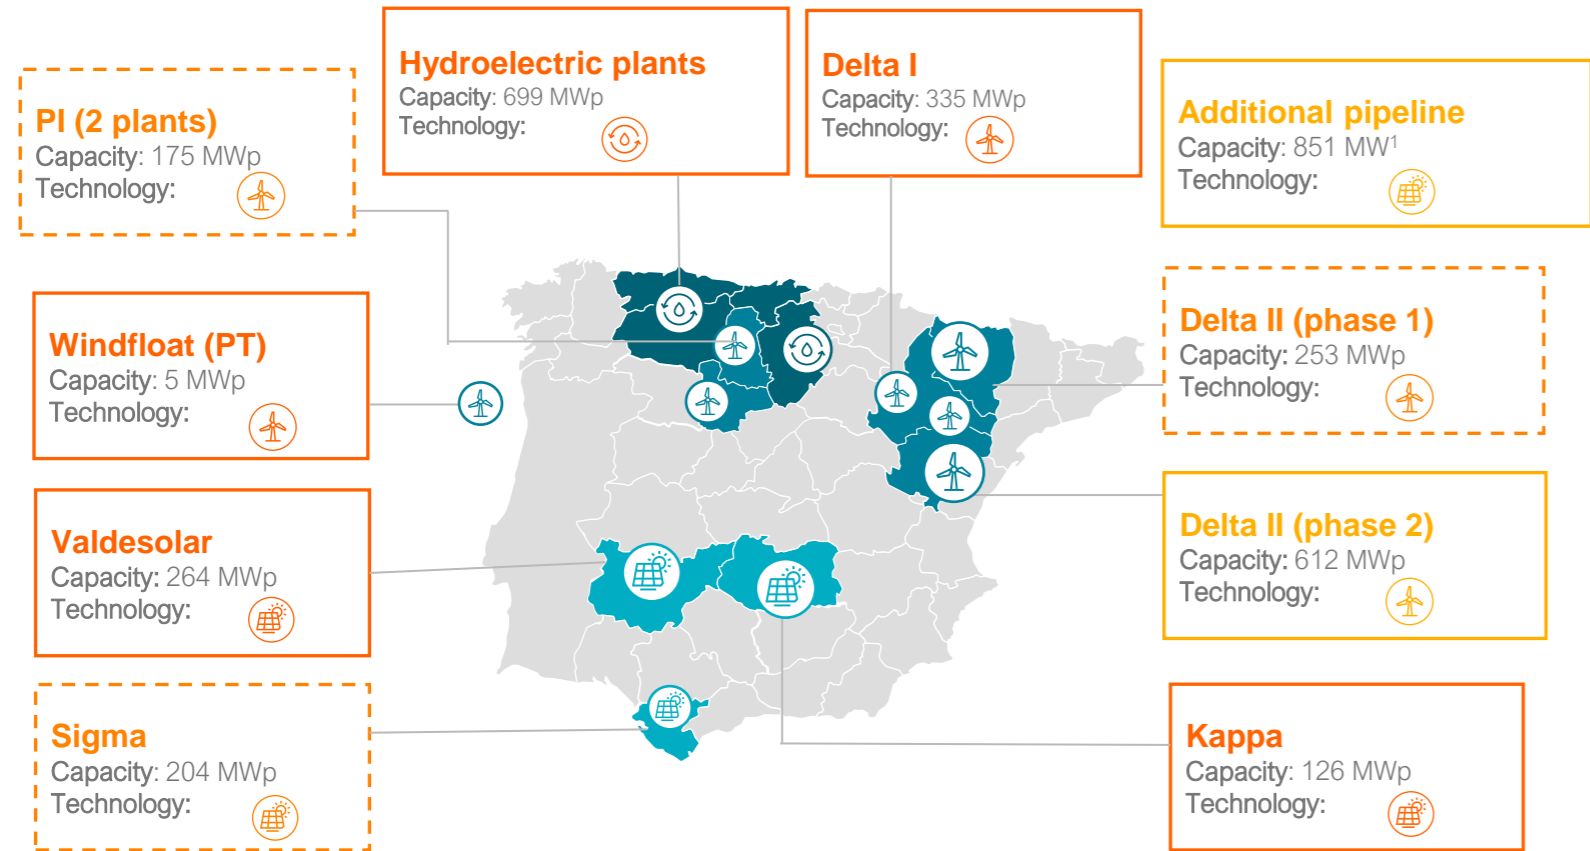 Hydroelectric plants
Capacity: 699 MWp
Technology:
Delta I
Capacity: 335 MWp
Technology:
PI (2 plants)
Capacity: 175 MWp
Technology:
Additional pipeline
Capacity: 851 MW¹
Technology:
Windfloat (PT)
Capacity: 5 MWp
Technology:
Delta II (phase 1)
Capacity: 253 MWp
Technology:
Valdesolar
Capacity: 264 MWp
Technology:
Delta II (phase 2)
Capacity: 612 MWp
Technology:
Sigma
Capacity: 204 MWp
Technology:
Kappa
Capacity: 126 MWp
Technology: